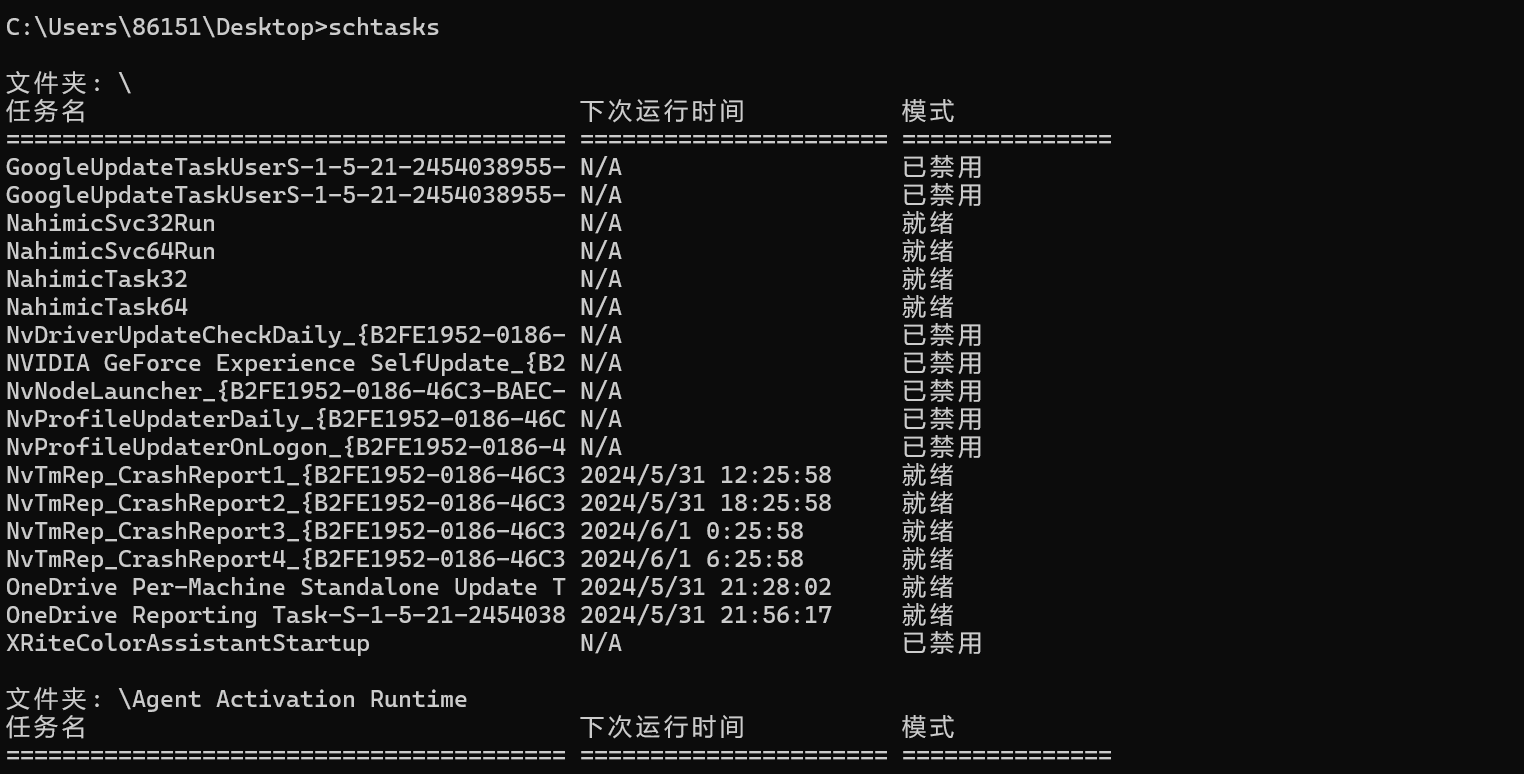 C:\Users\86151\Desktop>schtasks
文件夹: \
任务名 下次运行时间 模式
======================================== ====================== ===============
GoogleUpdateTaskUserS-1-5-21-2454038955- N/A 已禁用
GoogleUpdateTaskUserS-1-5-21-2454038955- N/A 已禁用
NahimicSvc32Run N/A 就绪
NahimicSvc64Run N/A 就绪
NahimicTask32 N/A 就绪
NahimicTask64 N/A 就绪
NvDriverUpdateCheckDaily_{B2FE1952-0186- N/A 已禁用
NVIDIA GeForce Experience SelfUpdate_{B2 N/A 已禁用
NvNodeLauncher_{B2FE1952-0186-46C3-BAEC- N/A 已禁用
NvProfileUpdaterDaily_{B2FE1952-0186-46C N/A 已禁用
NvProfileUpdaterOnLogon_{B2FE1952-0186-4 N/A 已禁用
NvTmRep_CrashReport1_{B2FE1952-0186-46C3 2024/5/31 12:25:58 就绪
NvTmRep_CrashReport2_{B2FE1952-0186-46C3 2024/5/31 18:25:58 就绪
NvTmRep_CrashReport3_{B2FE1952-0186-46C3 2024/6/1 0:25:58 就绪
NvTmRep_CrashReport4_{B2FE1952-0186-46C3 2024/6/1 6:25:58 就绪
OneDrive Per-Machine Standalone Update T 2024/5/31 21:28:02 就绪
OneDrive Reporting Task-S-1-5-21-2454038 2024/5/31 21:56:17 就绪
XRiteColorAssistantStartup N/A 已禁用
文件夹: \Agent Activation Runtime
任务名 下次运行时间 模式
======================================== ====================== ===============